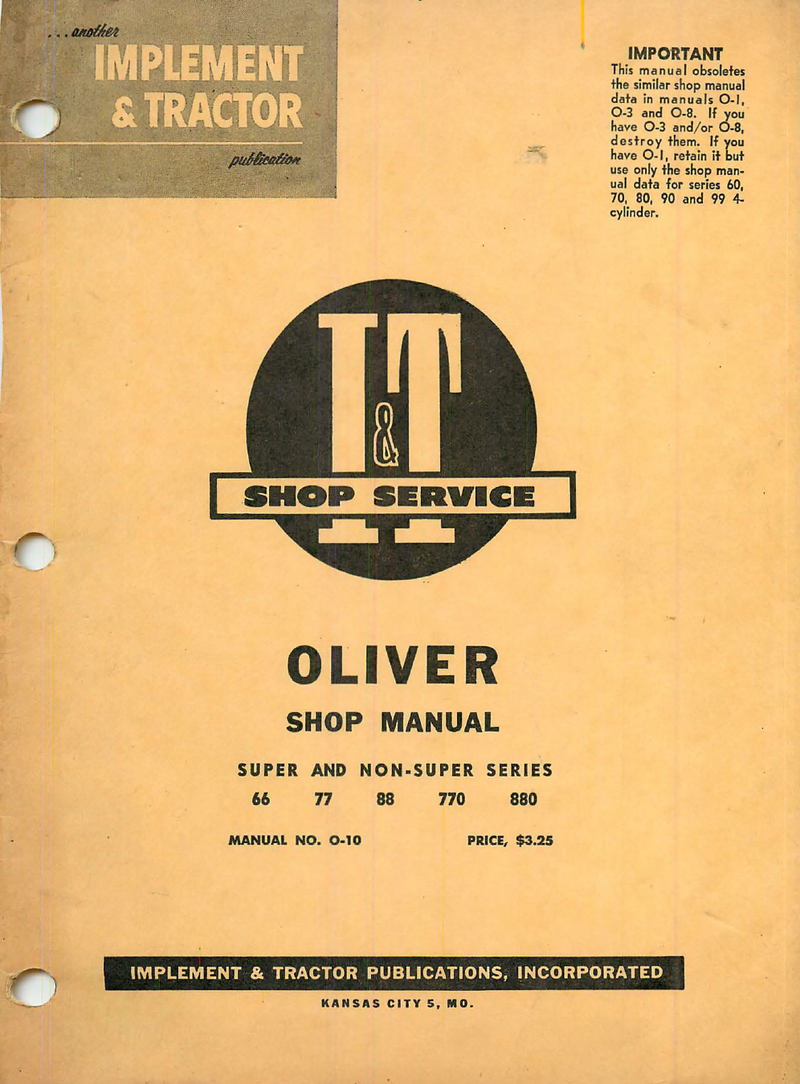 ...another
IMPLEMENT
& TRACTOR
publication
IMPORTANT
This manual obsoletes
the similar shop manual
data in manuals O-1,
O-3 and O-8. If you
have O-3 and/or O-8,
destroy them. If you
have O-1, retain it but
use only the shop man-
ual data for series 60,
70, 80, 90 and 99 4-
cylinder.
I&T
SHOP SERVICE
OLIVER
SHOP MANUAL
SUPER AND NON-SUPER SERIES
66 77 88 770 880
MANUAL NO. O-10 PRICE, $3.25
IMPLEMENT & TRACTOR PUBLICATIONS, INCORPORATED
KANSAS CITY 5, MO.